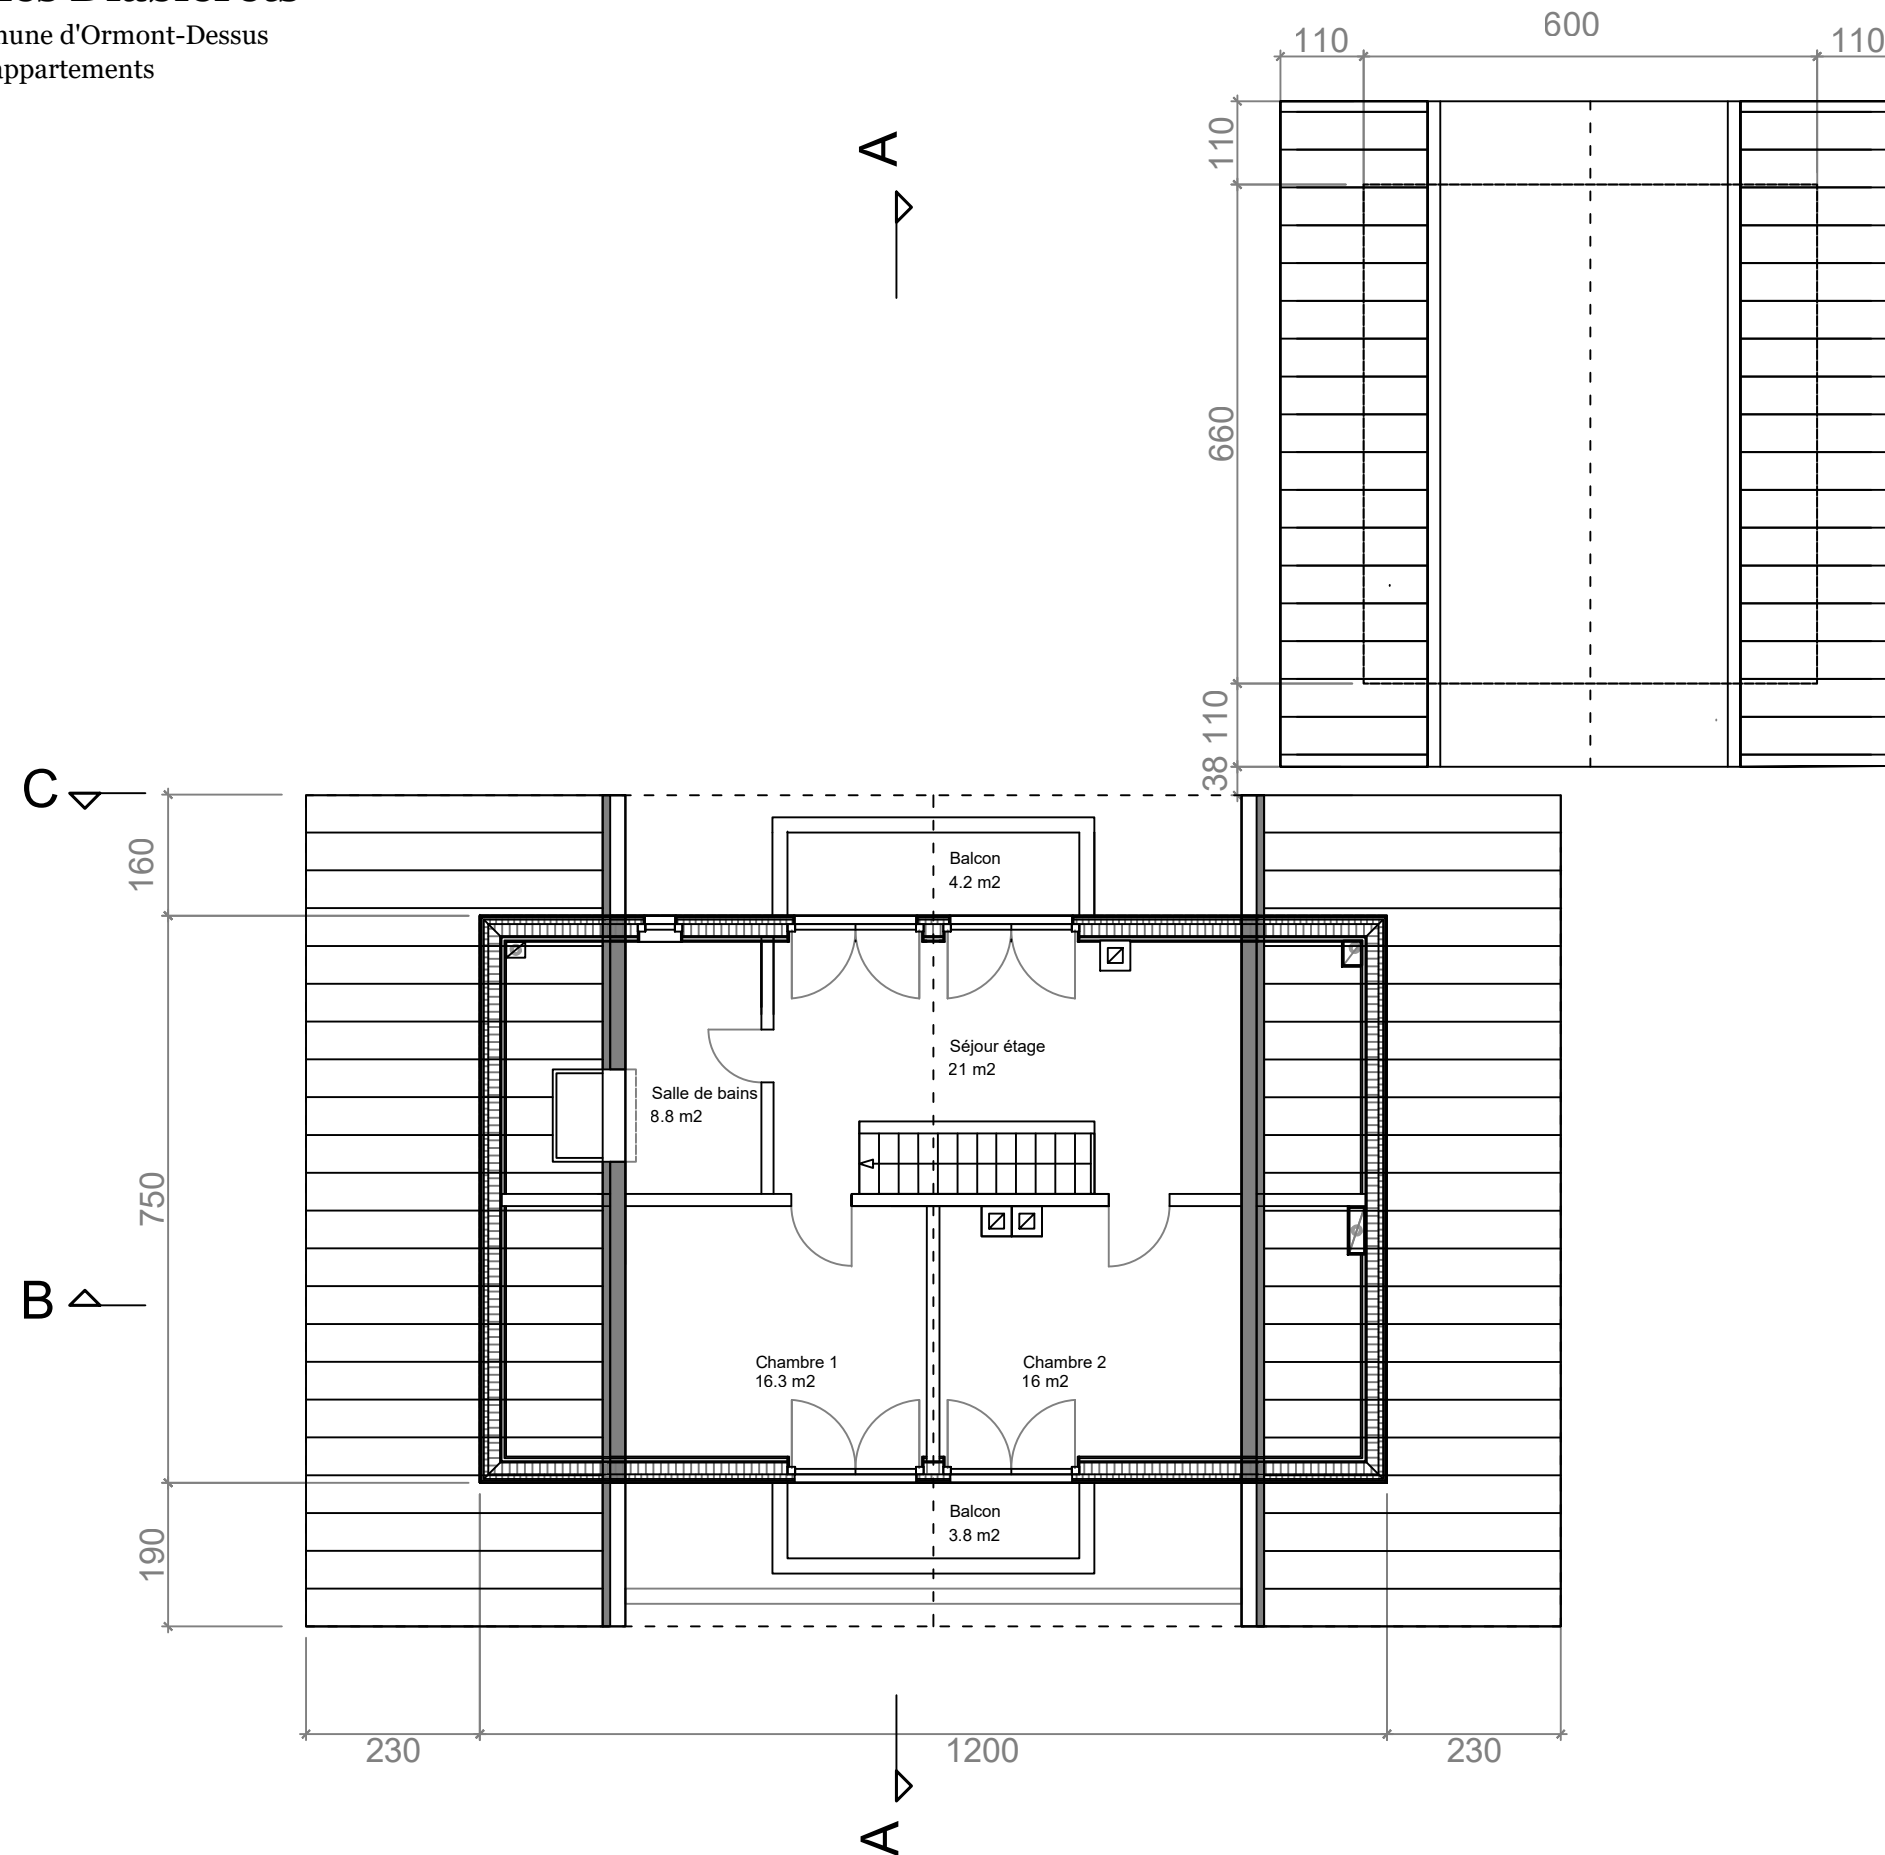 mune d'Ormont-Dessus
appartements
110
600
110
A
110
660
110
38
C
160
Balcon
4.2 m2
Séjour étage
21 m2
Salle de bains
8.8 m2
750
B
Chambre 1
16.3 m2
Chambre 2
16 m2
Balcon
3.8 m2
190
230
1200
230
A